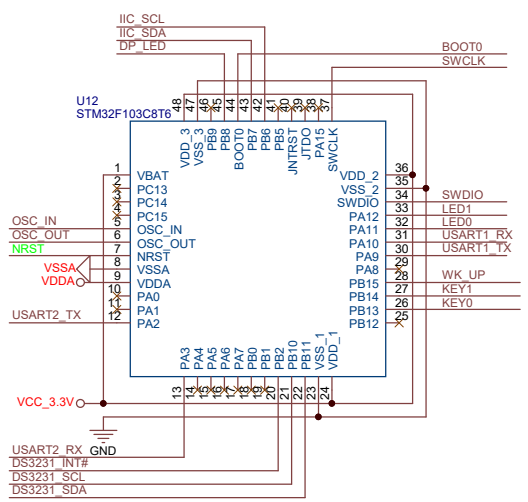 IIC_SCL
IIC_SDA
DP_LED
BOOT0
SWCLK
U12
STM32F103C8T6
48 47 46 45 44 43 42 41 40 39 38 37
VDD_3 VSS_3 PB9 PB8 BOOT0 PB7 PB6 PB5 JNTRST JTDO PA15 SWCLK
1 VBAT
2 PC13
3 PC14
4 PC15
OSC_IN 5 OSC_IN
OSC_OUT 6 OSC_OUT
NRST 7 NRST
VSSA 8 VSSA
VDDA 9 VDDA
10 PA0
11 PA1
USART2_TX 12 PA2
VDD_2 36
VSS_2 35
SWDIO 34 SWDIO
PA12 33 LED1
PA11 32 LED0
PA10 31 USART1_RX
PA9 30 USART1_TX
PA8 29
PB15 28 WK_UP
PB14 27 KEY1
PB13 26 KEY0
PB12 25
PA3 PA4 PA5 PA6 PA7 PB0 PB1 PB2 PB10 PB11 VSS_1 VDD_1
13 14 15 16 17 18 19 20 21 22 23 24
VCC_3.3V
GND
USART2_RX
DS3231_INT#
DS3231_SCL
DS3231_SDA